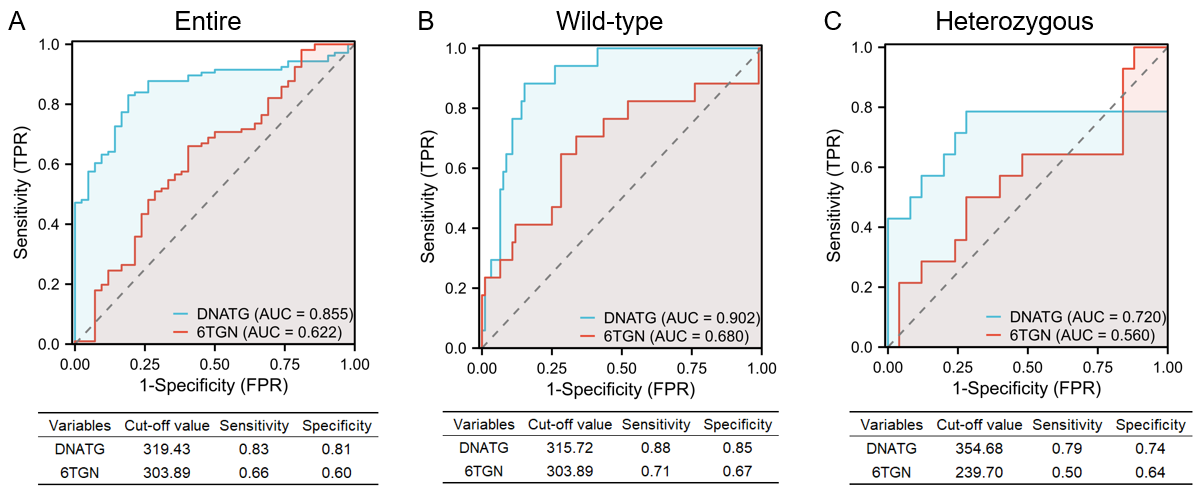 A
Entire
Sensitivity (TPR)
1.0
0.8
0.6
0.4
0.2
0.0
DNATG (AUC = 0.855)
6TGN (AUC = 0.622)
0.00 0.25 0.50 0.75 1.00
1-Specificity (FPR)
Variables Cut-off value Sensitivity Specificity
DNATG 319.43 0.83 0.81
6TGN 303.89 0.66 0.60
B
Wild-type
Sensitivity (TPR)
1.0
0.8
0.6
0.4
0.2
0.0
DNATG (AUC = 0.902)
6TGN (AUC = 0.680)
0.00 0.25 0.50 0.75 1.00
1-Specificity (FPR)
Variables Cut-off value Sensitivity Specificity
DNATG 315.72 0.88 0.85
6TGN 303.89 0.71 0.67
C
Heterozygous
Sensitivity (TPR)
1.0
0.8
0.6
0.4
0.2
0.0
DNATG (AUC = 0.720)
6TGN (AUC = 0.560)
0.00 0.25 0.50 0.75 1.00
1-Specificity (FPR)
Variables Cut-off value Sensitivity Specificity
DNATG 354.68 0.79 0.74
6TGN 239.70 0.50 0.64